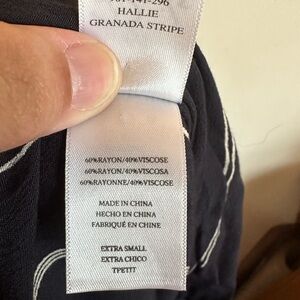 HALLIE
GRANADA STRIPE
60%RAYON/40%VISCOSE
60%RAYON/40%VISCOSA
60%RAYONNE/40%VISCOSE
MADE IN CHINA
HECHO EN CHINA
FABRIQUÉ EN CHINE
EXTRA SMALL
EXTRA CHICO
TPETIT